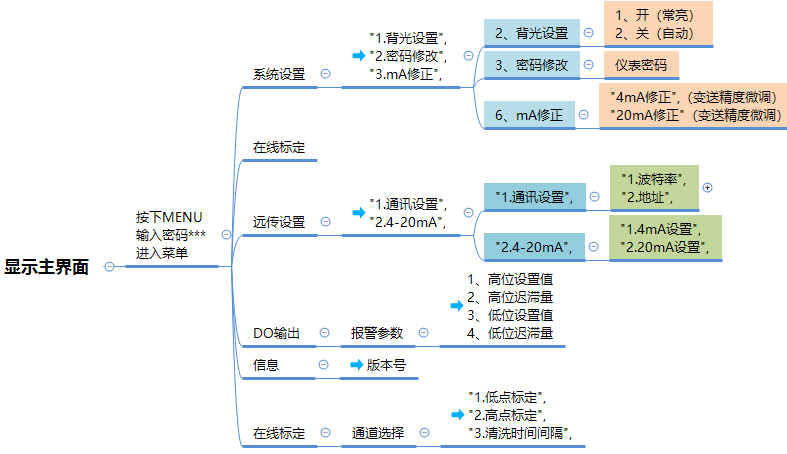 显示主界面
按下MENU
输入密码***
进入菜单
系统设置
"1.背光设置",
"2.密码修改",
"3.mA修正",
2、背光设置
1、开（常亮）
2、关（自动）
3、密码修改
仪表密码
6、mA修正
"4mA修正",（变送精度微调）
"20mA修正"（变送精度微调）
在线标定
远传设置
"1.通讯设置",
"2.4-20mA",
"1.通讯设置",
"1.波特率",
"2.地址",
"2.4-20mA",
"1.4mA设置",
"2.20mA设置",
DO输出
报警参数
1、高位设置值
2、高位迟滞量
3、低位设置值
4、低位迟滞量
信息
版本号
在线标定
通道选择
"1.低点标定",
"2.高点标定",
"3.清洗时间间隔",